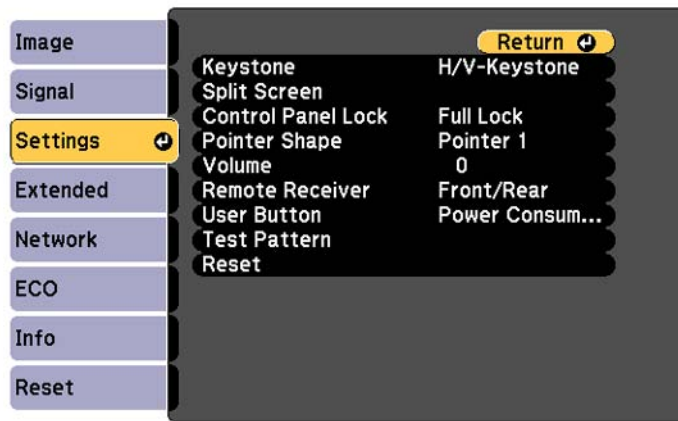 Image
Signal
Settings
Extended
Network
ECO
Info
Reset
Return
Keystone H/V-Keystone
Split Screen
Control Panel Lock Full Lock
Pointer Shape Pointer 1
Volume 0
Remote Receiver Front/Rear
User Button Power Consum...
Test Pattern
Reset